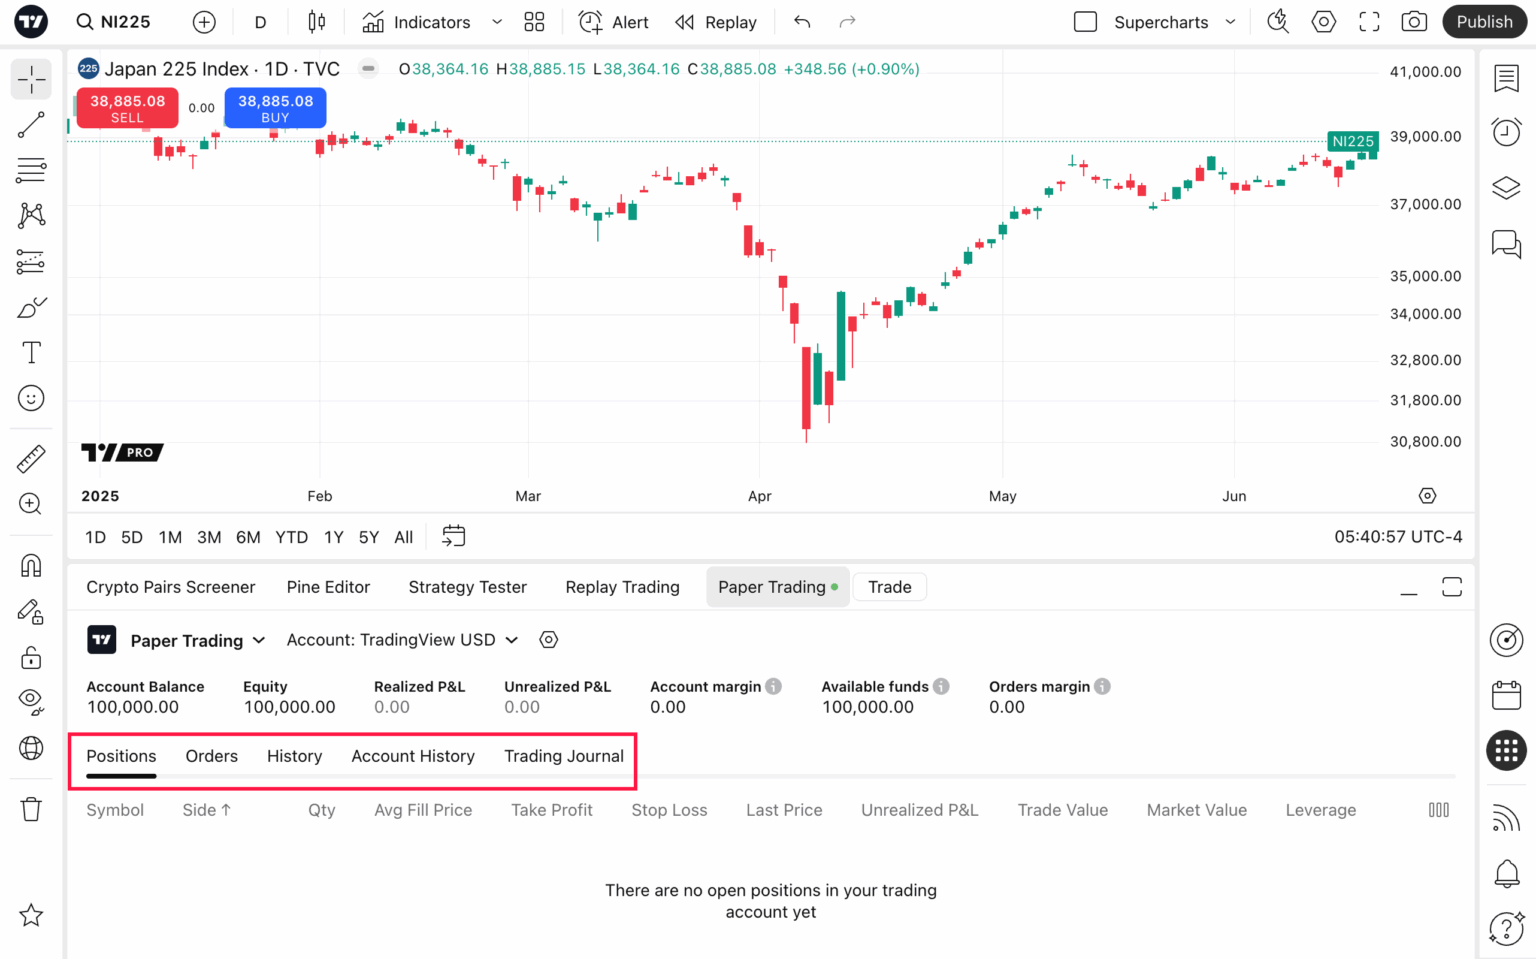 NI225 D Indicators Alert Replay Supercharts Publish
225 Japan 225 Index · 1D · TVC O38,364.16 H38,885.15 L38,364.16 C38,885.08 +348.56 (+0.90%)
38,885.08 SELL 0.00 38,885.08 BUY
41,000.00
39,000.00
NI225
37,000.00
35,000.00
34,000.00
32,800.00
31,800.00
30,800.00
PRO
2025 Feb Mar Apr May Jun
1D 5D 1M 3M 6M YTD 1Y 5Y All 05:40:57 UTC-4
Crypto Pairs Screener Pine Editor Strategy Tester Replay Trading Paper Trading Trade
Paper Trading Account: TradingView USD
Account Balance Equity Realized P&L Unrealized P&L Account margin Available funds Orders margin
100,000.00 100,000.00 0.00 0.00 0.00 100,000.00 0.00
Positions Orders History Account History Trading Journal
Symbol Side ↑ Qty Avg Fill Price Take Profit Stop Loss Last Price Unrealized P&L Trade Value Market Value Leverage
There are no open positions in your trading
account yet